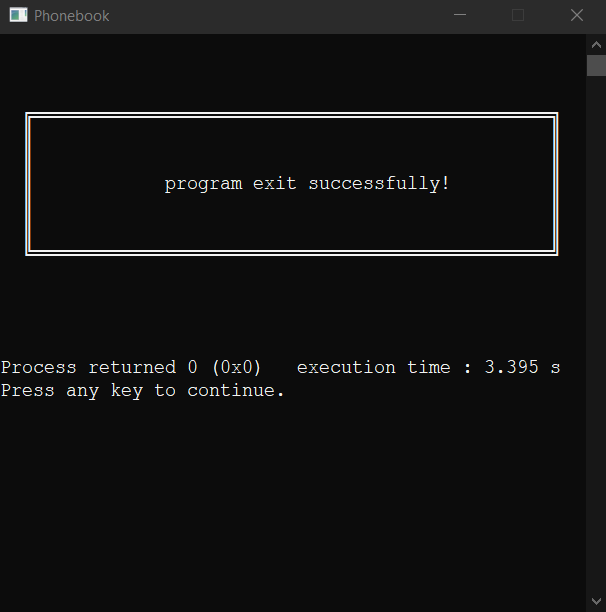 Phonebook
program exit successfully!
Process returned 0 (0x0)   execution time : 3.395 s
Press any key to continue.